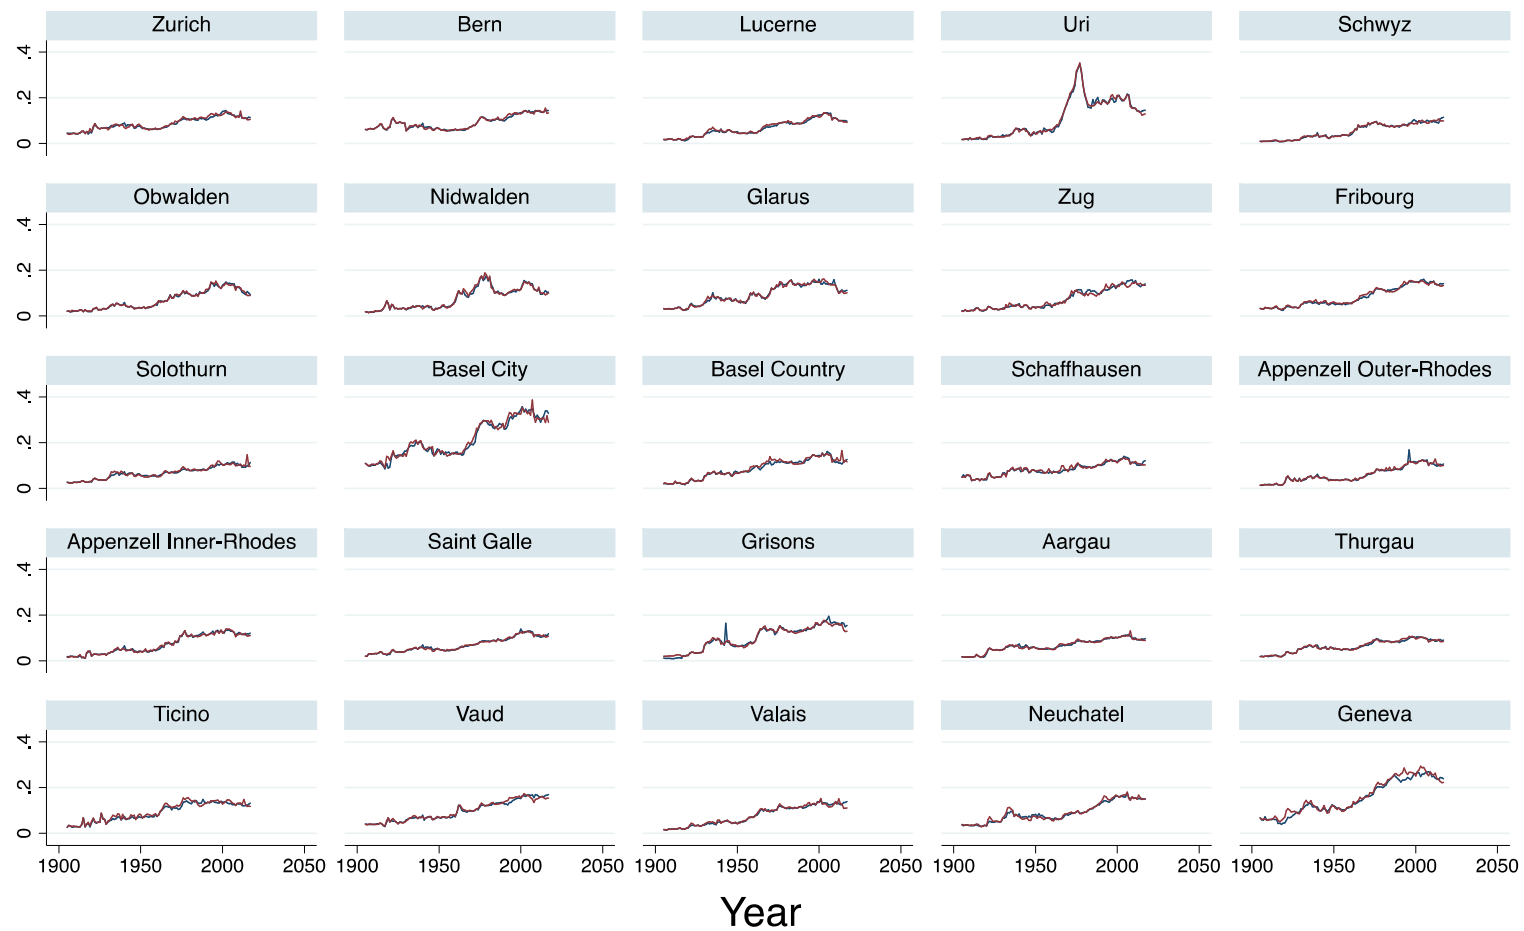 Zurich Bern Lucerne Uri Schwyz
.4
.2
0
Obwalden Nidwalden Glarus Zug Fribourg
.4
.2
0
Solothurn Basel City Basel Country Schaffhausen Appenzell Outer-Rhodes
.4
.2
0
Appenzell Inner-Rhodes Saint Galle Grisons Aargau Thurgau
.4
.2
0
Ticino Vaud Valais Neuchatel Geneva
.4
.2
0
1900 1950 2000 2050 1900 1950 2000 2050 1900 1950 2000 2050 1900 1950 2000 2050 1900 1950 2000 2050
Year